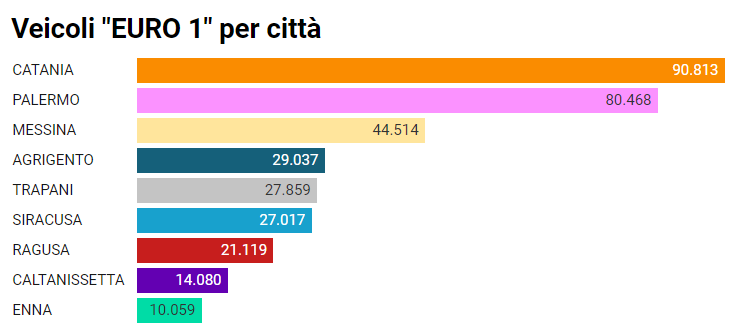 Veicoli "EURO 1" per città
CATANIA 90.813
PALERMO 80.468
MESSINA 44.514
AGRIGENTO 29.037
TRAPANI 27.859
SIRACUSA 27.017
RAGUSA 21.119
CALTANISSETTA 14.080
ENNA 10.059